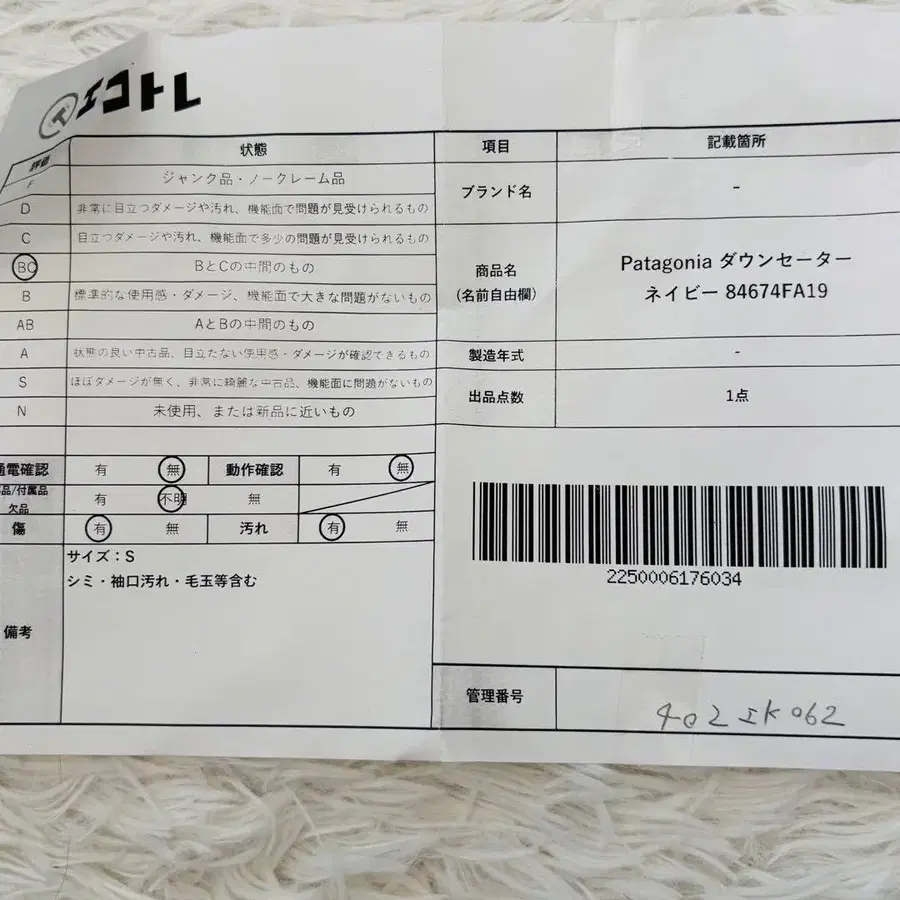 エコトレ
評価 状態
F ジャンク品・ノークレーム品
D 非常に目立つダメージや汚れ、機能面で問題が見受けられるもの
C 目立つダメージや汚れ、機能面で多少の問題が見受けられるもの
BC BとCの中間のもの
B 標準的な使用感・ダメージ、機能面で大きな問題がないもの
AB AとBの中間のもの
A 状態の良い中古品、目立たない使用感・ダメージが確認できるもの
S ほぼダメージが無く、非常に綺麗な中古品、機能面に問題がないもの
N 未使用、または新品に近いもの
通電確認 有 無 動作確認 有 無
品/付属品
欠品 有 不明 無
傷 有 無 汚れ 有 無
備考
サイズ：S
シミ・袖口汚れ・毛玉等含む
項目 記載箇所
ブランド名 -
商品名
(名前自由欄)
Patagonia ダウンセーター
ネイビー 84674FA19
製造年式 -
出品点数 1点
2250006176034
管理番号 402IK062